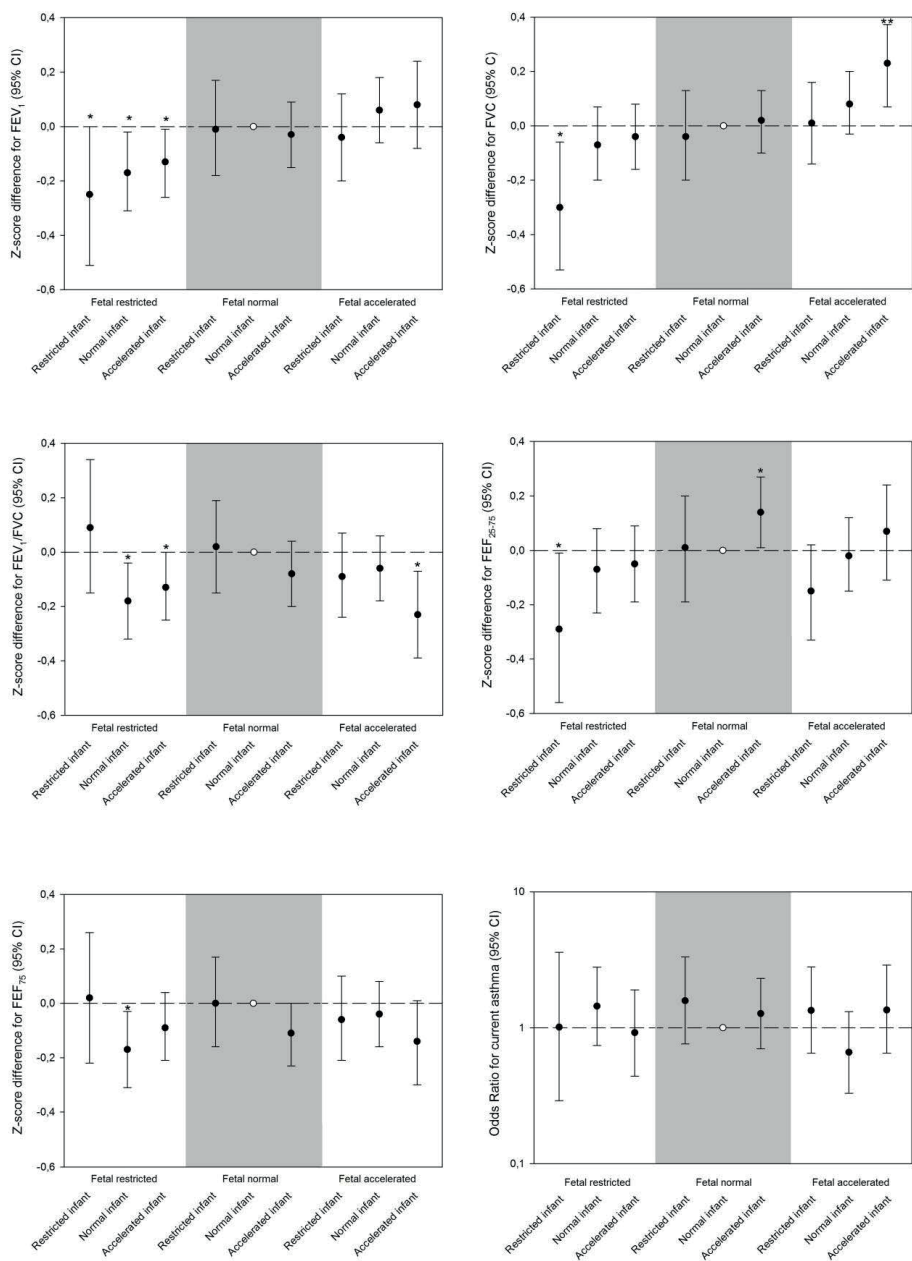 Z-score difference for FEV1 (95% CI)
0,4
0,2
0,0
-0,2
-0,4
-0,6
* * *
Fetal restricted Fetal normal Fetal accelerated
Restricted infant Normal infant Accelerated infant Restricted infant Normal infant Accelerated infant Restricted infant Normal infant Accelerated infant
Z-score difference for FVC (95% C)
0,4
0,2
0,0
-0,2
-0,4
-0,6
* **
Fetal restricted Fetal normal Fetal accelerated
Restricted infant Normal infant Accelerated infant Restricted infant Normal infant Accelerated infant Restricted infant Normal infant Accelerated infant
Z-score difference for FEV1/FVC (95% CI)
0,4
0,2
0,0
-0,2
-0,4
-0,6
* * *
Fetal restricted Fetal normal Fetal accelerated
Restricted infant Normal infant Accelerated infant Restricted infant Normal infant Accelerated infant Restricted infant Normal infant Accelerated infant
Z-score difference for FEF25-75 (95% CI)
0,4
0,2
0,0
-0,2
-0,4
-0,6
* *
Fetal restricted Fetal normal Fetal accelerated
Restricted infant Normal infant Accelerated infant Restricted infant Normal infant Accelerated infant Restricted infant Normal infant Accelerated infant
Z-score difference for FEF75 (95% CI)
0,4
0,2
0,0
-0,2
-0,4
-0,6
*
Fetal restricted Fetal normal Fetal accelerated
Restricted infant Normal infant Accelerated infant Restricted infant Normal infant Accelerated infant Restricted infant Normal infant Accelerated infant
Odds Ratio for current asthma (95% CI)
10
1
0,1
Fetal restricted Fetal normal Fetal accelerated
Restricted infant Normal infant Accelerated infant Restricted infant Normal infant Accelerated infant Restricted infant Normal infant Accelerated infant